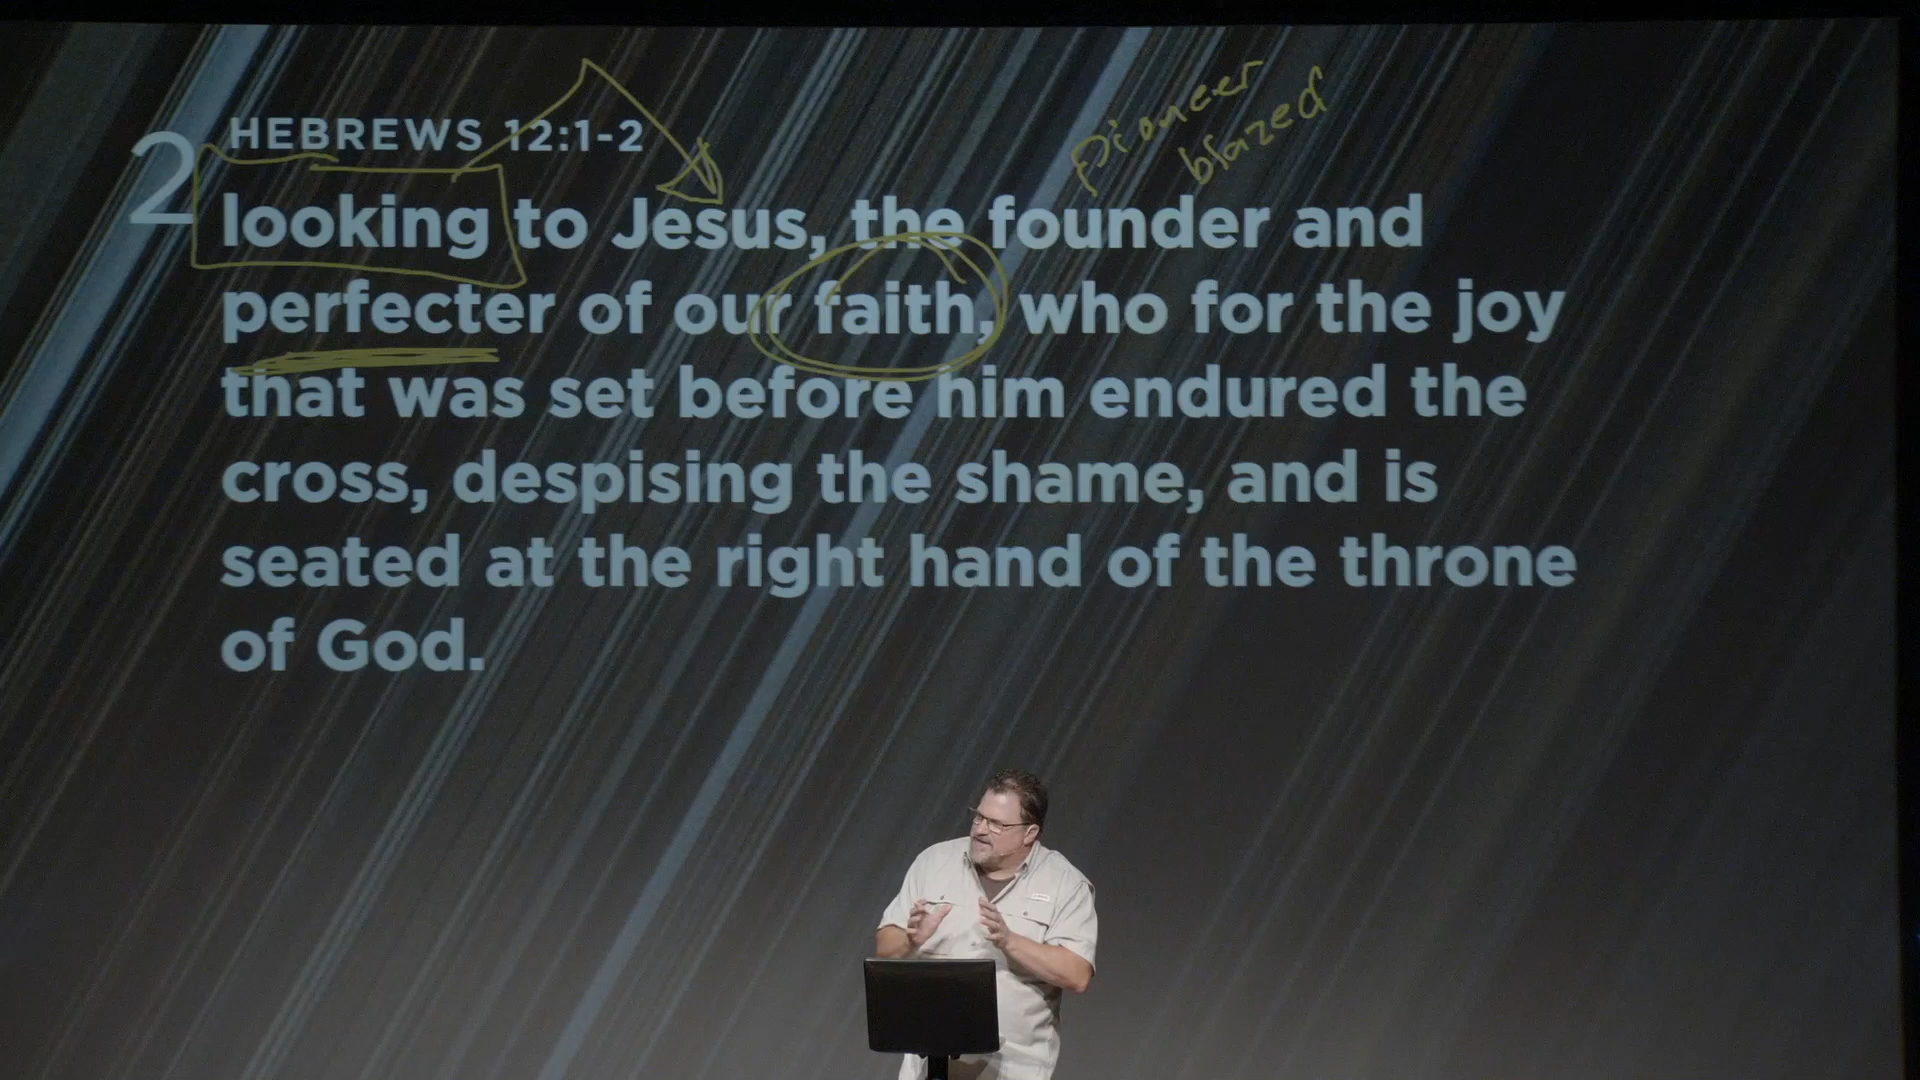 HEBREWS 12:1-2
pioneer
blazed
2 looking to Jesus, the founder and
perfecter of our faith, who for the joy
that was set before him endured the
cross, despising the shame, and is
seated at the right hand of the throne
of God.